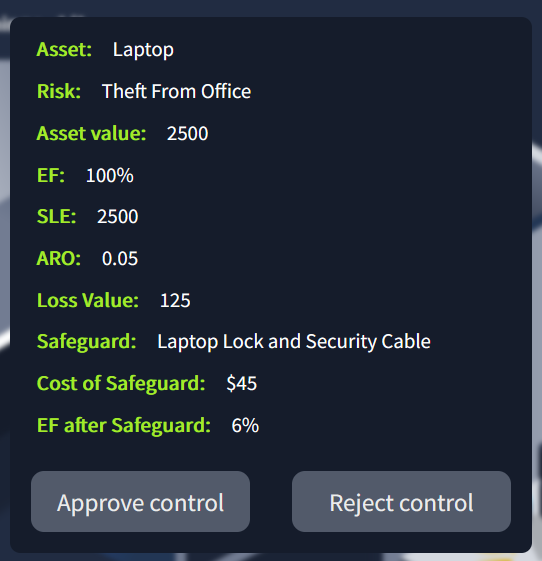 Asset: Laptop
Risk: Theft From Office
Asset value: 2500
EF: 100%
SLE: 2500
ARO: 0.05
Loss Value: 125
Safeguard: Laptop Lock and Security Cable
Cost of Safeguard: $45
EF after Safeguard: 6%
Approve control Reject control